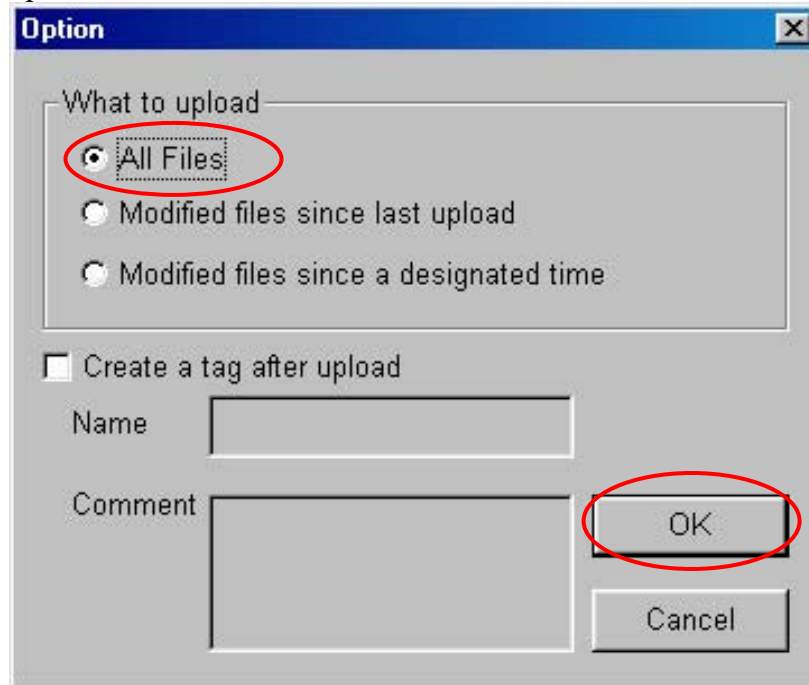 Option
What to upload
All Files
Modified files since last upload
Modified files since a designated time
Create a tag after upload
Name
Comment
OK
Cancel